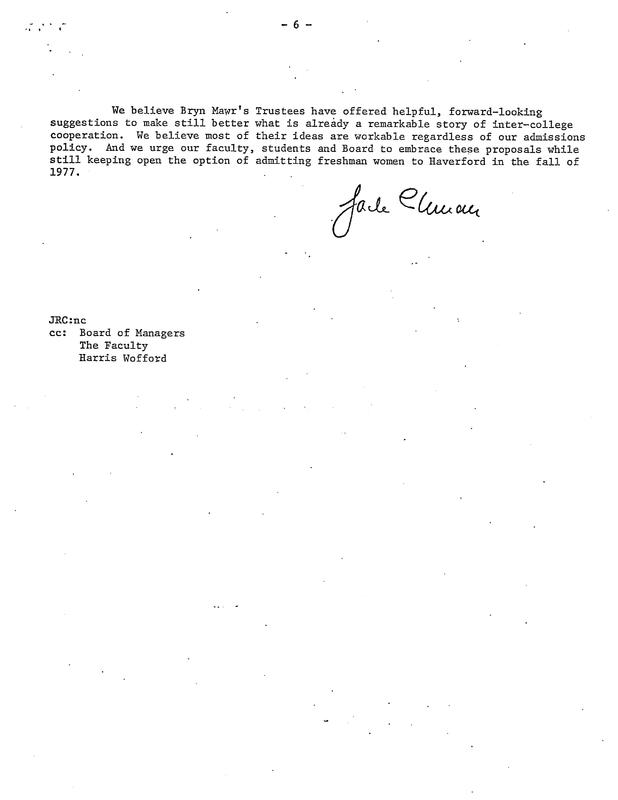 - 6 -
We believe Bryn Mawr's Trustees have offered helpful, forward-looking
suggestions to make still better what is already a remarkable story of inter-college
cooperation. We believe most of their ideas are workable regardless of our admissions
policy. And we urge our faculty, students and Board to embrace these proposals while
still keeping open the option of admitting freshman women to Haverford in the fall of
1977.
Jack
JRC:nc
cc: Board of Managers
The Faculty
Harris Wofford